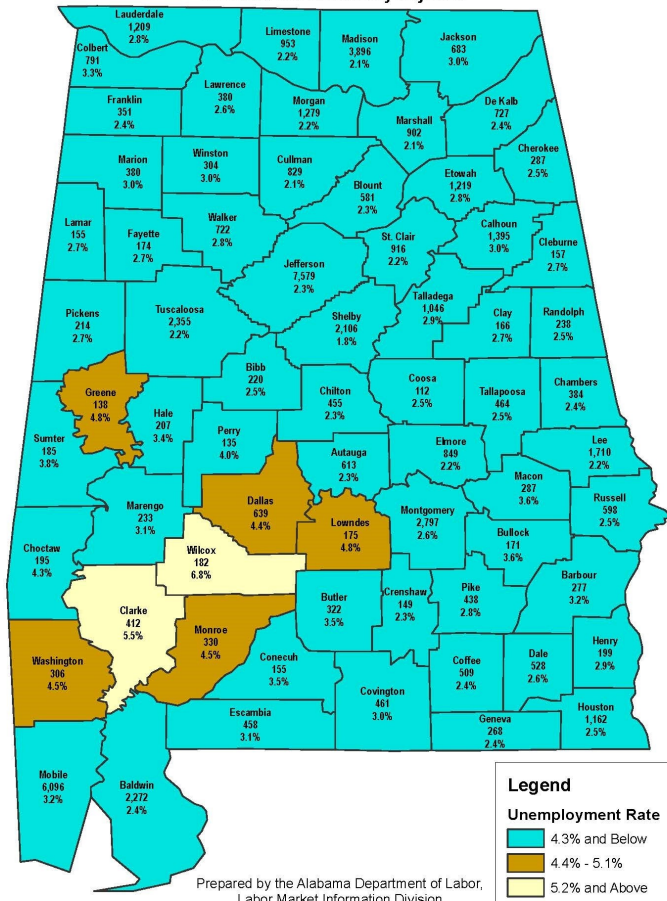 Lauderdale
1,209
2.8%
Limestone
953
2.2%
Madison
3,896
2.1%
Jackson
683
3.0%
Colbert
791
3.3%
Franklin
351
2.4%
Lawrence
380
2.6%
Morgan
1,279
2.2%
Marshall
902
2.1%
De Kalb
727
2.4%
Cherokee
287
2.5%
Marion
380
3.0%
Winston
304
3.0%
Cullman
829
2.1%
Blount
581
2.3%
Etowah
1,219
2.8%
Lamar
155
2.7%
Fayette
174
2.7%
Walker
722
2.8%
Jefferson
7,579
2.3%
St. Clair
916
2.2%
Calhoun
1,395
3.0%
Cleburne
157
2.7%
Pickens
214
2.7%
Tuscaloosa
2,355
2.2%
Shelby
2,106
1.8%
Talladega
1,046
2.9%
Clay
166
2.7%
Randolph
238
2.5%
Greene
138
4.8%
Hale
207
3.4%
Bibb
220
2.5%
Chilton
455
2.3%
Coosa
112
2.5%
Tallapoosa
464
2.5%
Chambers
384
2.4%
Sumter
185
3.8%
Perry
135
4.0%
Autauga
613
2.3%
Elmore
849
2.2%
Lee
1,710
2.2%
Marengo
233
3.1%
Dallas
639
4.4%
Lowndes
175
4.8%
Montgomery
2,797
2.6%
Macon
287
3.6%
Russell
598
2.5%
Choctaw
195
4.3%
Wilcox
182
6.8%
Bullock
171
3.6%
Clarke
412
5.5%
Monroe
330
4.5%
Butler
322
3.5%
Crenshaw
149
2.3%
Pike
438
2.8%
Barbour
277
3.2%
Washington
306
4.5%
Conecuh
155
3.5%
Covington
461
3.0%
Coffee
509
2.4%
Dale
528
2.6%
Henry
199
2.9%
Escambia
458
3.1%
Geneva
268
2.4%
Houston
1,162
2.5%
Mobile
6,096
3.2%
Baldwin
2,272
2.4%
Legend
Unemployment Rate
4.3% and Below
4.4% - 5.1%
5.2% and Above
Prepared by the Alabama Department of Labor,
Labor Market Information Division